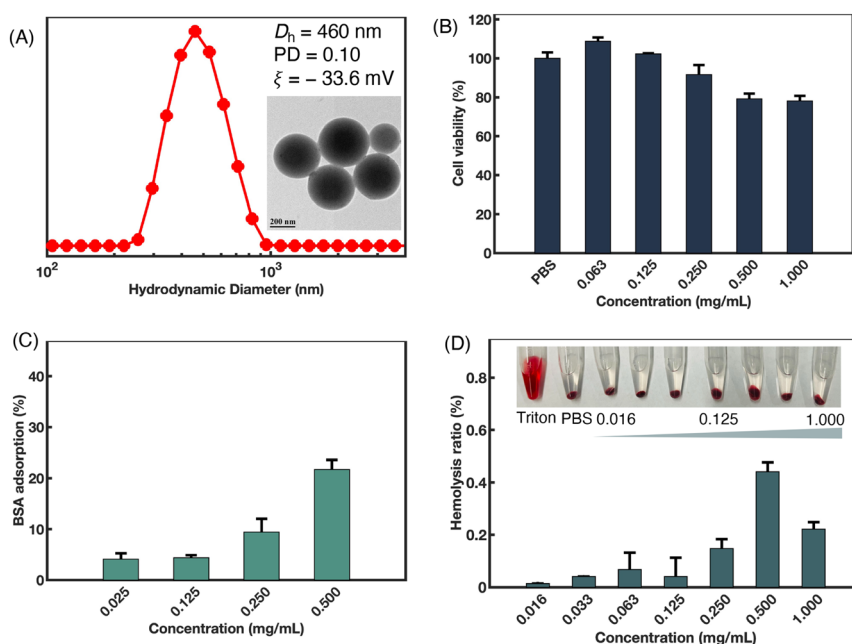 (A)
Dh = 460 nm
PD = 0.10
ξ = − 33.6 mV
200 nm
10²
10³
Hydrodynamic Diameter (nm)
(B)
Cell viability (%)
120
100
80
60
40
20
0
PBS
0.063
0.125
0.250
0.500
1.000
Concentration (mg/mL)
(C)
BSA adsorption (%)
40
30
20
10
0
0.025
0.125
0.250
0.500
Concentration (mg/mL)
(D)
Hemolysis ratio (%)
0.8
0.6
0.4
0.2
0
Triton PBS 0.016 0.125 1.000
0.016
0.033
0.063
0.125
0.250
0.500
1.000
Concentration (mg/mL)